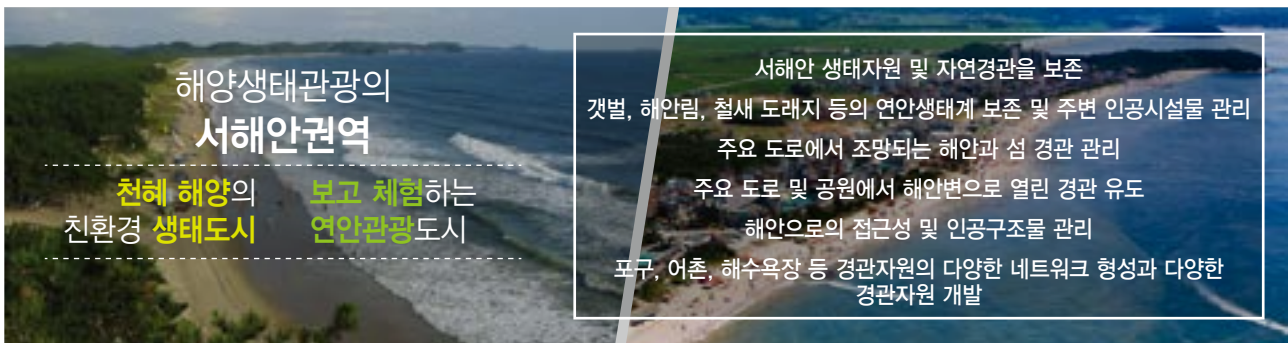 해양생태관광의
서해안권역
천혜 해양의
친환경 생태도시
보고 체험하는
연안관광도시
서해안 생태자원 및 자연경관을 보존
갯벌, 해안림, 철새 도래지 등의 연안생태계 보존 및 주변 인공시설물 관리
주요 도로에서 조망되는 해안과 섬 경관 관리
주요 도로 및 공원에서 해안변으로 열린 경관 유도
해안으로의 접근성 및 인공구조물 관리
포구, 어촌, 해수욕장 등 경관자원의 다양한 네트워크 형성과 다양한
경관자원 개발